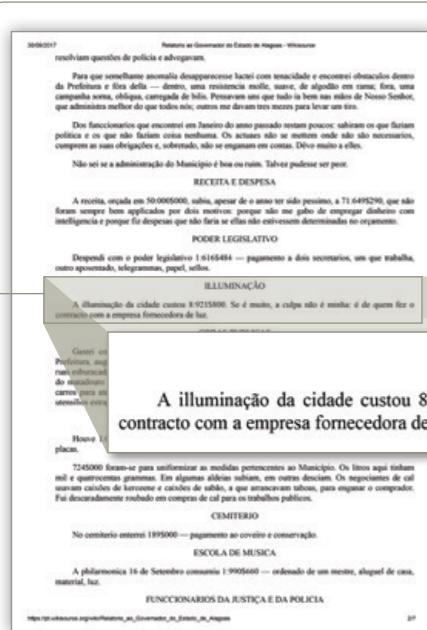 30/08/2017 Relatorio ao Governador do Estado de Alagoas - Wikisource
resolviam questões de policia e advogavam.
Para que semelhante anomalia desapparecesse luctei com tenacidade e encontrei obstaculos dentro
da Prefeitura e fóra della — dentro, uma resistencia molle, suave, de algodão em rama; fora, uma
campanha sorna, obliqua, carregada de bilis. Pensavam uns que tudo ia bem nas mãos de Nosso Senhor,
que administra melhor do que todos nós; outros me davam tres mezes para levar um tiro.
Dos funccionarios que encontrei em Janeiro do anno passado restam poucos: sahiram os que faziam
politica e os que não faziam coisa nenhuma. Os actuaes não se mettem onde não são necessarios,
cumprem as suas obrigações e, sobretudo, não se enganam em contas. Dévo muito a elles.
Não sei se a administração do Municipio é boa ou ruim. Talvez pudesse ser peor.
RECEITA E DESPESA
A receita, orçada em 50:000$000, subiu, apesar de o anno ter sido pessimo, a 71:649$290, que não
foram sempre bem applicados por dois motivos: porque não me gabo de empregar dinheiro com
intelligencia e porque fiz despesas que não faria se ellas não estivessem determinadas no orçamento.
PODER LEGISLATIVO
Despendi com o poder legislativo 1:616$484 — pagamento a dois secretarios, um que trabalha,
outro aposentado, telegrammas, papel, sellos.
ILLUMINAÇÃO
A illuminação da cidade custou 8:921$800. Se é muito, a culpa não é minha: é de quem fez o
contracto com a empresa fornecedora de luz.
Gastei
Prefeitura,
ruas
do matadouro
carros para
utensilios
A illuminação da cidade custou 8
contracto com a empresa fornecedora de
Houve
placas.
724$000 foram-se para uniformizar as medidas pertencentes ao Municipio. Os litros aqui tinham
mil e quatrocentas grammas. Em algumas aldeias subiam, em outras desciam. Os negociantes de cal
usavam caixões de kerozene e caixões de sabão, a que arrancavam taboas, para enganar o comprador.
Fui descaradamente roubado em compras de cal para os trabalhos publicos.
CEMITERIO
No cemiterio enterrei 189$000 — pagamento ao coveiro e conservação.
ESCOLA DE MUSICA
A philarmonica 16 de Setembro consumiu 1:990$660 — ordenado de um mestre, aluguel de casa,
material, luz.
FUNCCIONARIOS DA JUSTIÇA E DA POLICIA
https://pt.wikisource.org/wiki/Relatorio_ao_Governador_do_Estado_de_Alagoas 2/7